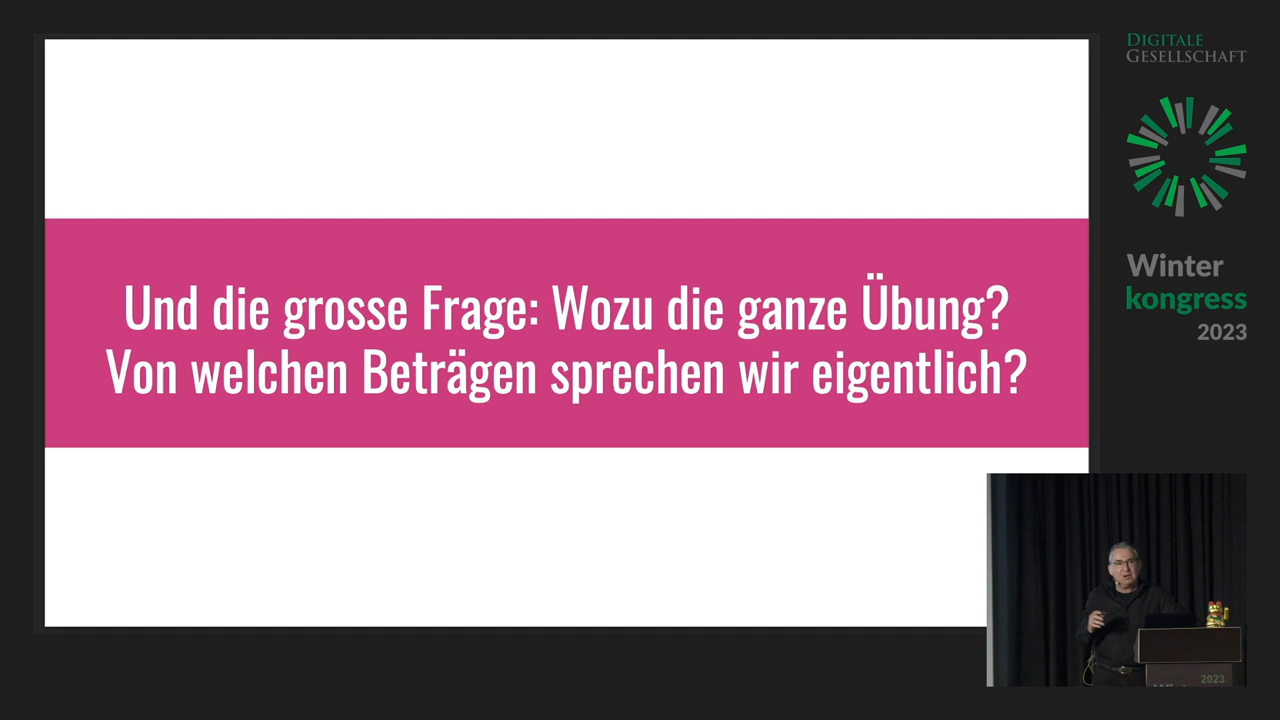 Und die grosse Frage: Wozu die ganze Übung?
Von welchen Beträgen sprechen wir eigentlich?
DIGITALE
GESELLSCHAFT
Winter
kongress
2023
2023